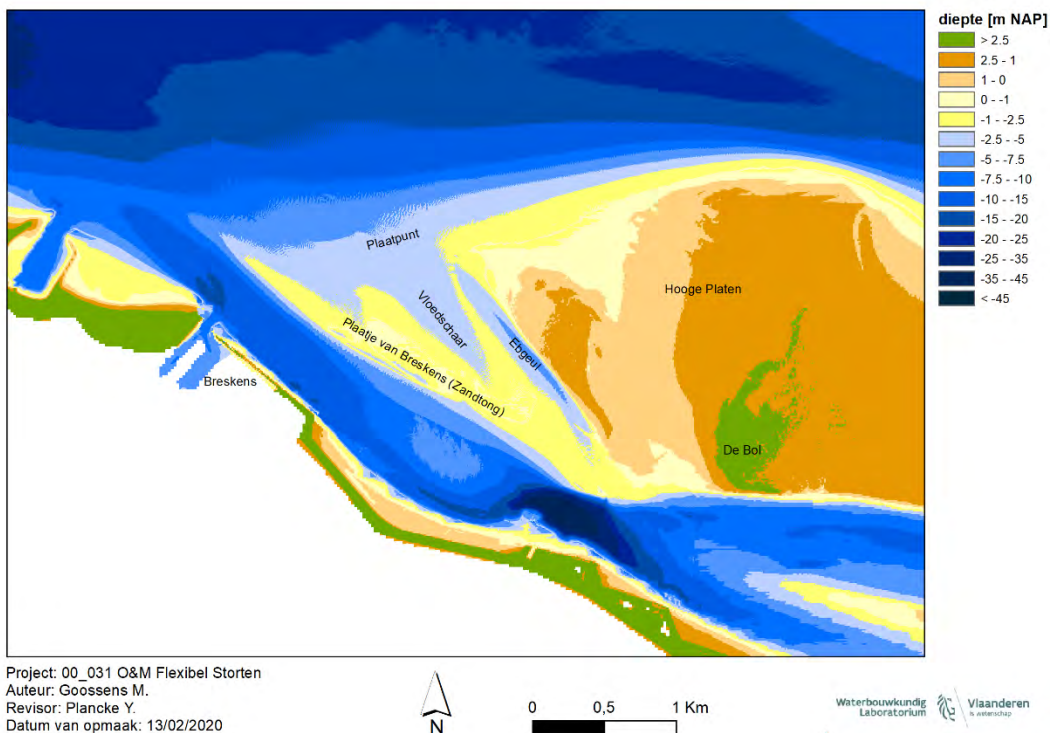 diepte [m NAP]
> 2.5
2.5 - 1
1 - 0
0 - -1
-1 - -2.5
-2.5 - -5
-5 - -7.5
-7.5 - -10
-10 - -15
-15 - -20
-20 - -25
-25 - -35
-35 - -45
< -45
Plaatpunt
Vloedschaar
Hooge Platen
Ebgeul
Plaatje van Breskens (Zandtong)
Breskens
De Bol
Project: 00_031 O&M Flexibel Storten
Auteur: Goossens M.
Revisor: Plancke Y.
Datum van opmaak: 13/02/2020
N
0 0,5 1 Km
Waterbouwkundig
Laboratorium
Vlaanderen
is wetenschap